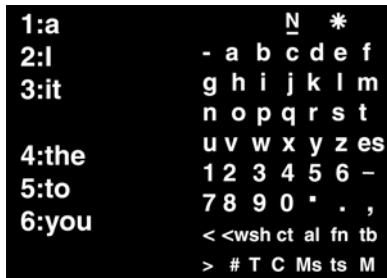 1:a
2:I
3:it
4:the
5:to
6:you
N *
- a b c d e f
g h i j k l m
n o p q r s t
u v w x y z es
1 2 3 4 5 6 –
7 8 9 0 ▪ . ,
< <wsh ct al fn tb
> # T C Ms ts M